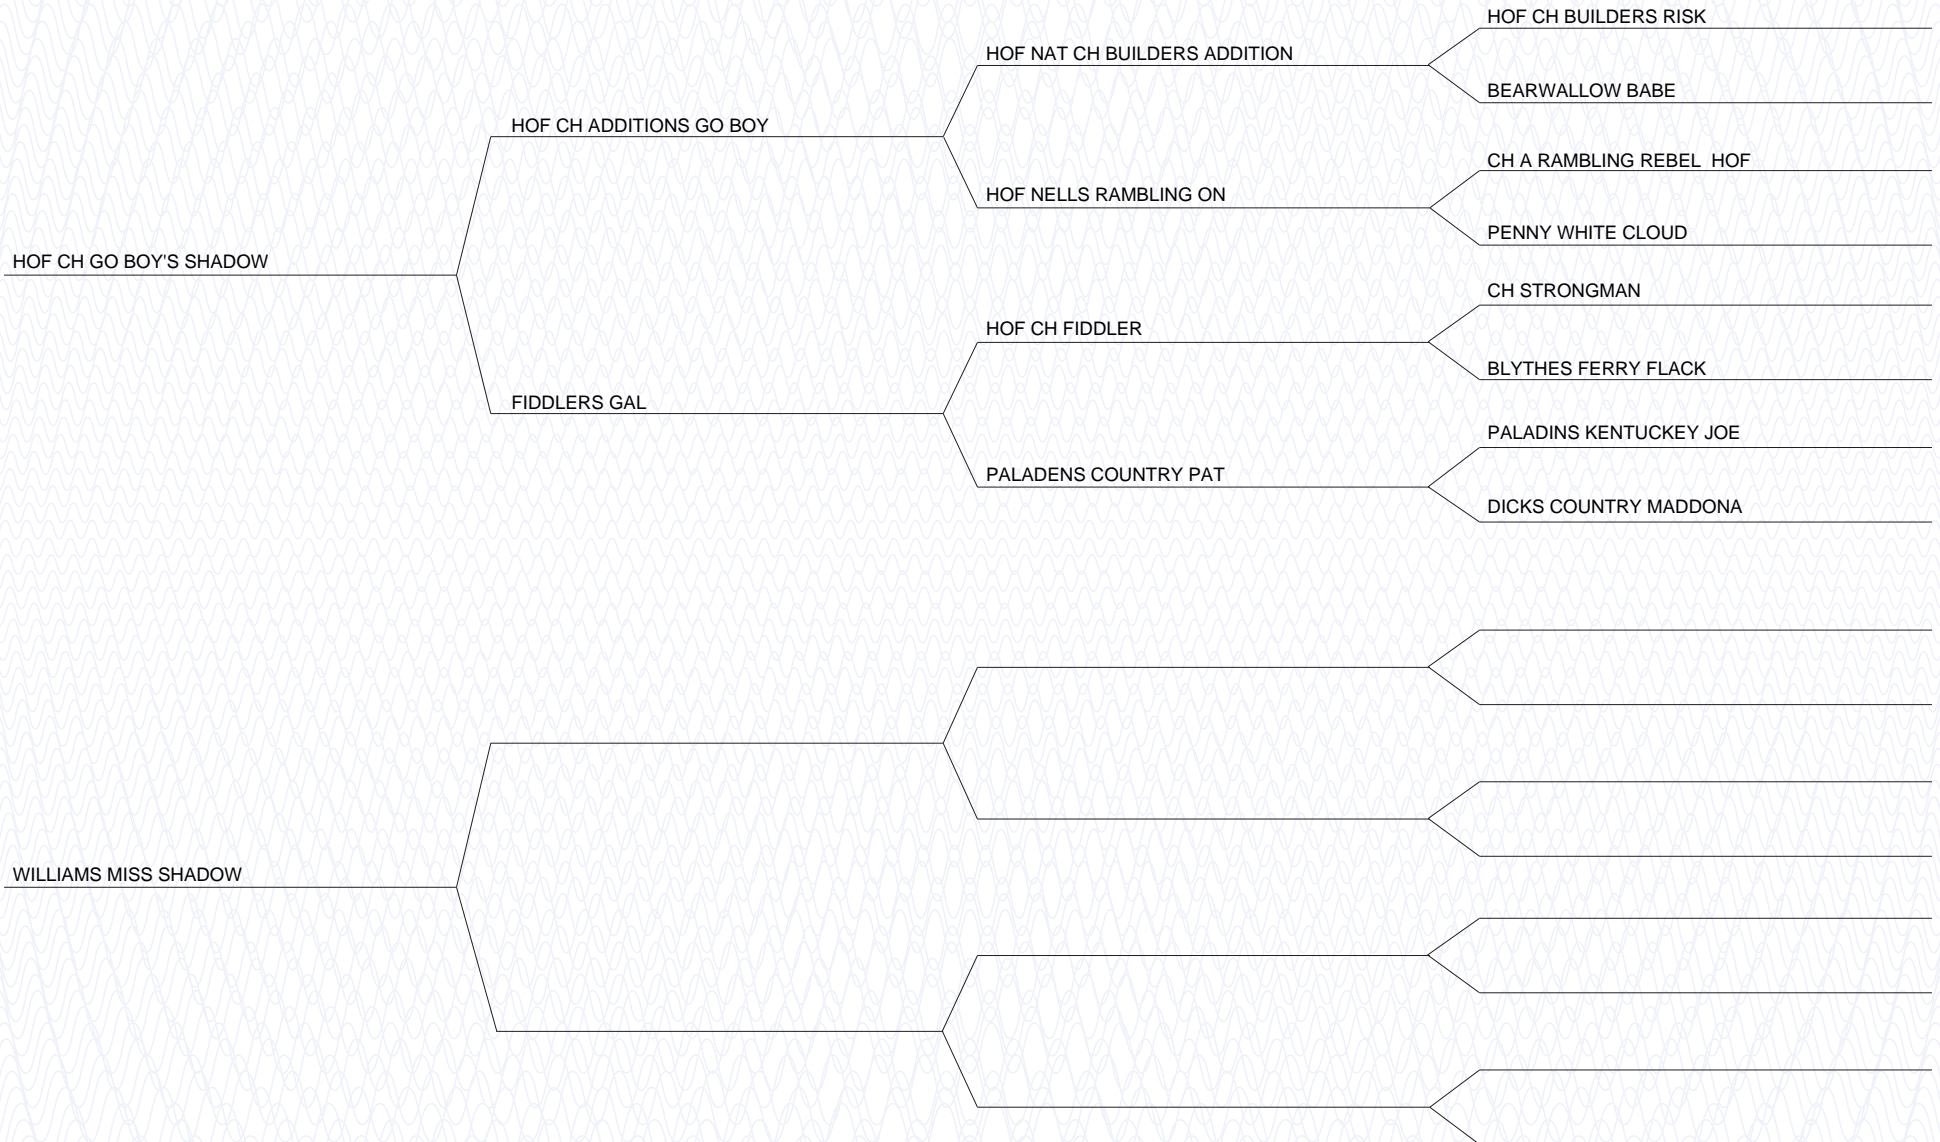 HOF CH BUILDERS RISK
HOF NAT CH BUILDERS ADDITION
BEARWALLOW BABE
HOF CH ADDITIONS GO BOY
CH A RAMBLING REBEL  HOF
HOF NELLS RAMBLING ON
PENNY WHITE CLOUD
HOF CH GO BOY'S SHADOW
CH STRONGMAN
HOF CH FIDDLER
BLYTHES FERRY FLACK
FIDDLERS GAL
PALADINS KENTUCKEY JOE
PALADENS COUNTRY PAT
DICKS COUNTRY MADDONA
WILLIAMS MISS SHADOW